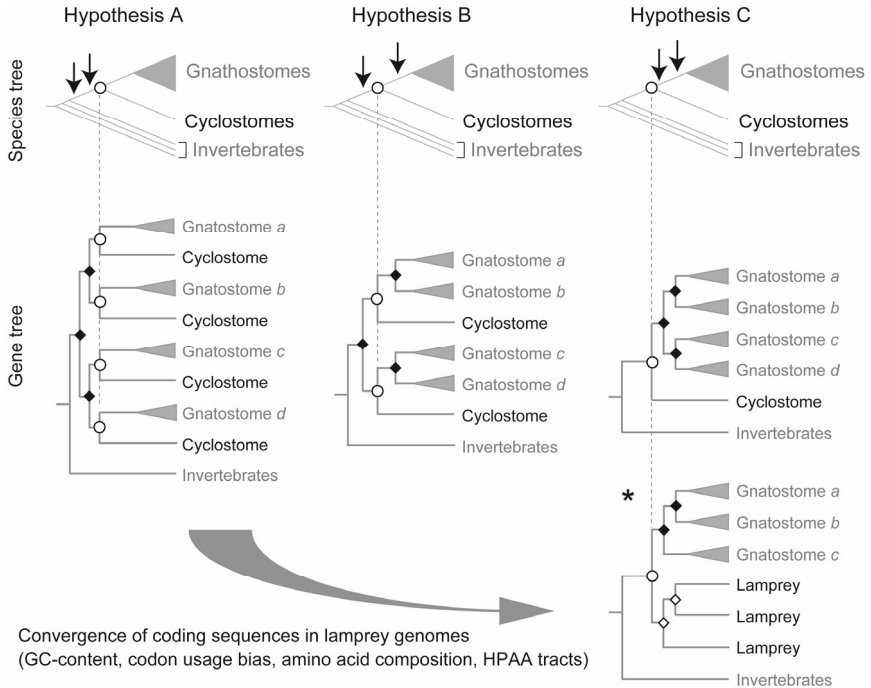 Hypothesis A
Hypothesis B
Hypothesis C
Species tree
Gnathostomes
Cyclostomes
Invertebrates
Gnathostomes
Cyclostomes
Invertebrates
Gnathostomes
Cyclostomes
Invertebrates
Gene tree
Gnatostome a
Cyclostome
Gnatostome b
Cyclostome
Gnatostome c
Cyclostome
Gnatostome d
Cyclostome
Invertebrates
Gnatostome a
Gnatostome b
Cyclostome
Gnatostome c
Gnatostome d
Cyclostome
Invertebrates
Gnatostome a
Gnatostome b
Gnatostome c
Gnatostome d
Cyclostome
Invertebrates
*
Gnatostome a
Gnatostome b
Gnatostome c
Lamprey
Lamprey
Lamprey
Invertebrates
Convergence of coding sequences in lamprey genomes
(GC-content, codon usage bias, amino acid composition, HPAA tracts)